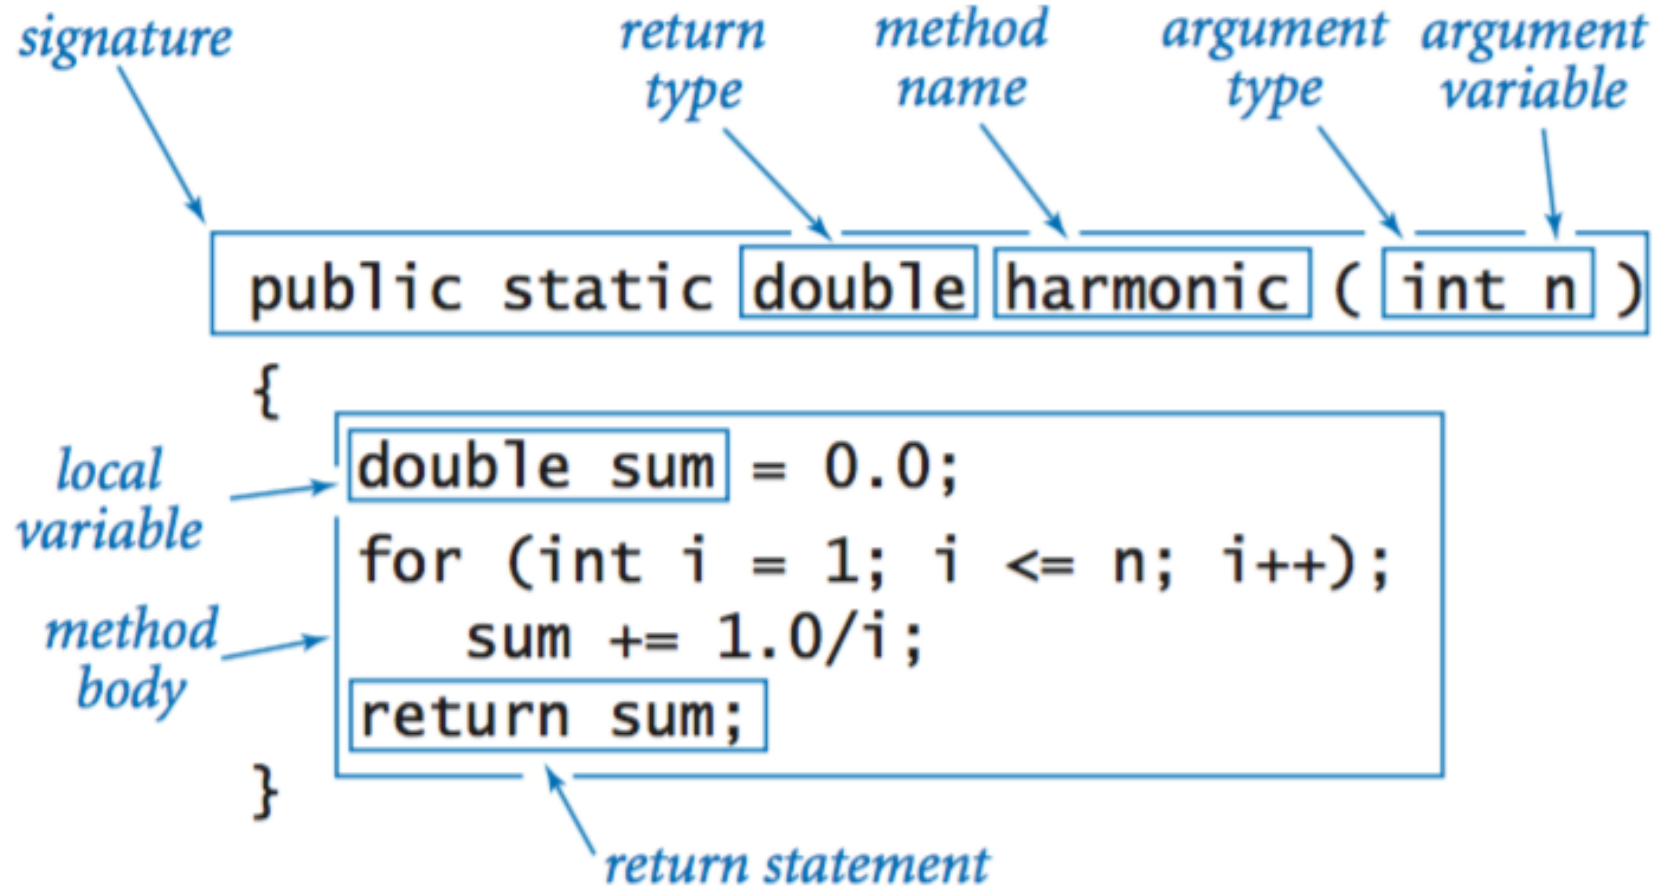 signature
return type
method name
argument type
argument variable
public static double harmonic ( int n )
{
local variable
double sum = 0.0;
for (int i = 1; i <= n; i++);
method body
sum += 1.0/i;
return sum;
}
return statement